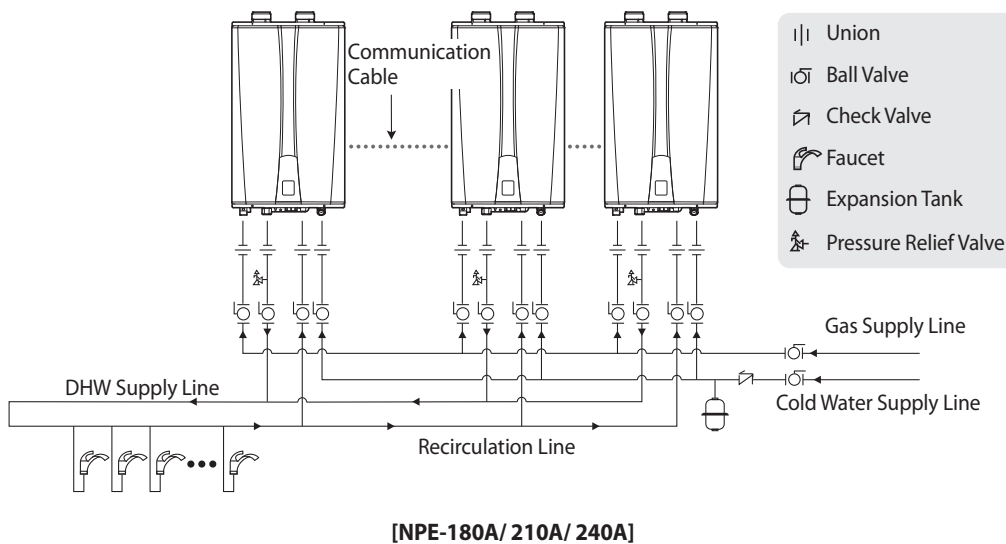 Communication
Cable
Union
Ball Valve
Check Valve
Faucet
Expansion Tank
Pressure Relief Valve
Gas Supply Line
DHW Supply Line
Cold Water Supply Line
Recirculation Line
[NPE-180A/ 210A/ 240A]